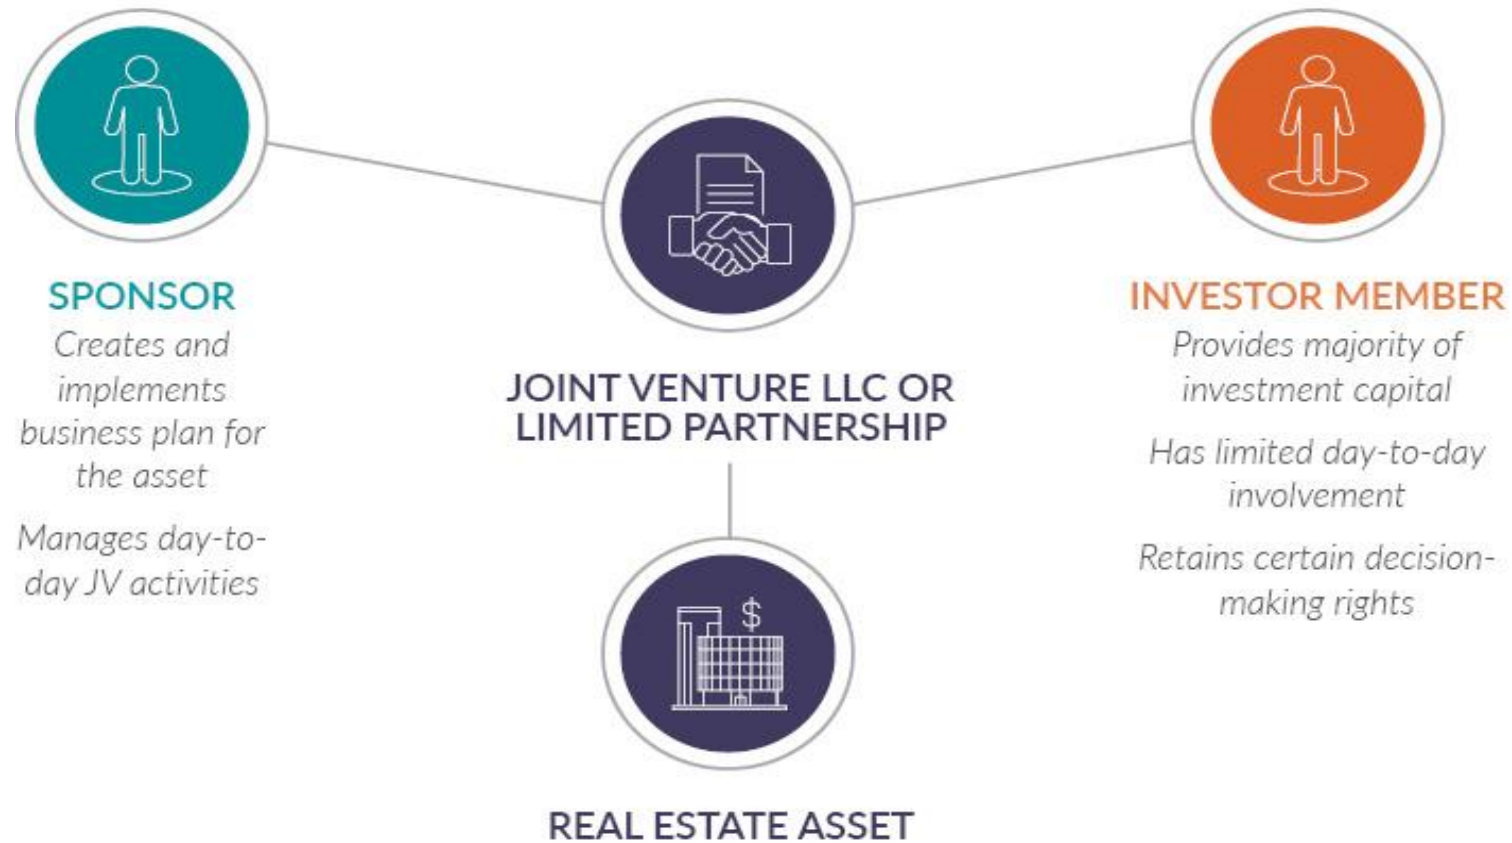 SPONSOR
Creates and
implements
business plan for
the asset
Manages day-to-
day JV activities
JOINT VENTURE LLC OR
LIMITED PARTNERSHIP
$
REAL ESTATE ASSET
INVESTOR MEMBER
Provides majority of
investment capital
Has limited day-to-day
involvement
Retains certain decision-
making rights